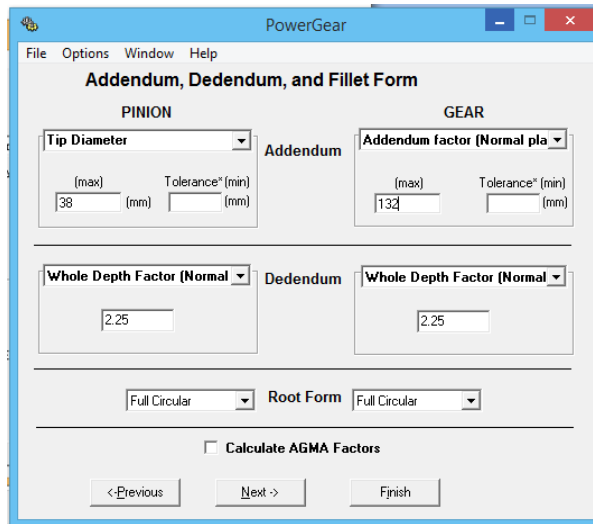 PowerGear
File Options Window Help
Addendum, Dedendum, and Fillet Form
PINION GEAR
Tip Diameter Addendum Addendum factor (Normal pla
(max) Tolerance* (min) (max) Tolerance* (min)
38 (mm) (mm) 132 (mm)
Whole Depth Factor (Normal Dedendum Whole Depth Factor (Normal
2.25 2.25
Full Circular Root Form Full Circular
Calculate AGMA Factors
<-Previous Next -> Finish